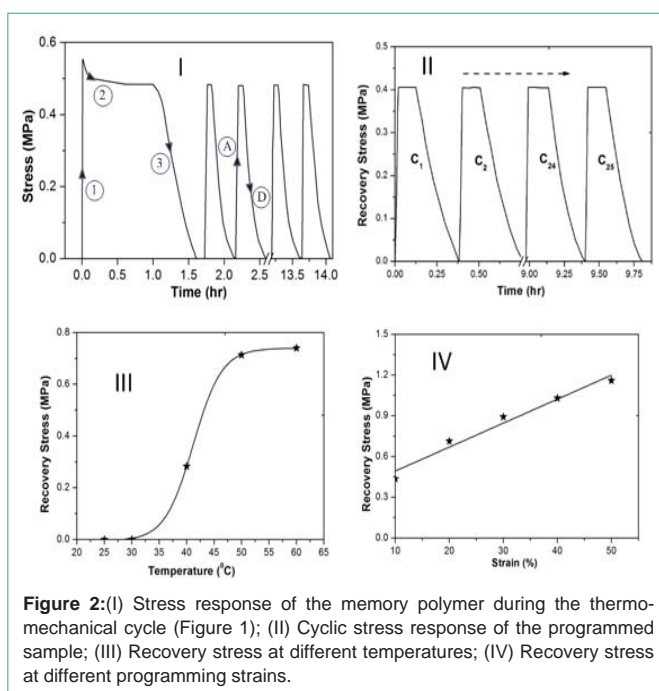 I
0.6
0.4
0.2
0.0
Stress (MPa)
1
2
3
A
D
0.0 0.5 1.0 1.5 2.0 2.5 13.5 14.0
Time (hr)
II
0.5
0.4
0.3
0.2
0.1
0.0
Recovery Stress (MPa)
C1 C2 C24 C25
0.00 0.25 0.50 9.00 9.25 9.50 9.75
Time (hr)
III
0.8
0.6
0.4
0.2
0.0
Recovery Stress (MPa)
20 25 30 35 40 45 50 55 60 65
Temperature (⁰C)
IV
1.5
1.2
0.9
0.6
0.3
0.0
Recovery Stress (MPa)
10 20 30 40 50
Strain (%)
Figure 2:(I) Stress response of the memory polymer during the thermo-
mechanical cycle (Figure 1); (II) Cyclic stress response of the programmed
sample; (III) Recovery stress at different temperatures; (IV) Recovery stress
at different programming strains.